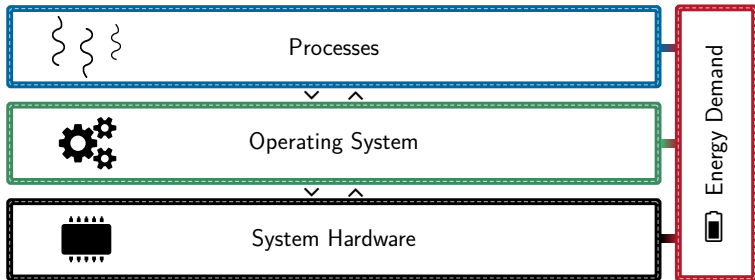 Processes
Operating System
System Hardware
Energy Demand